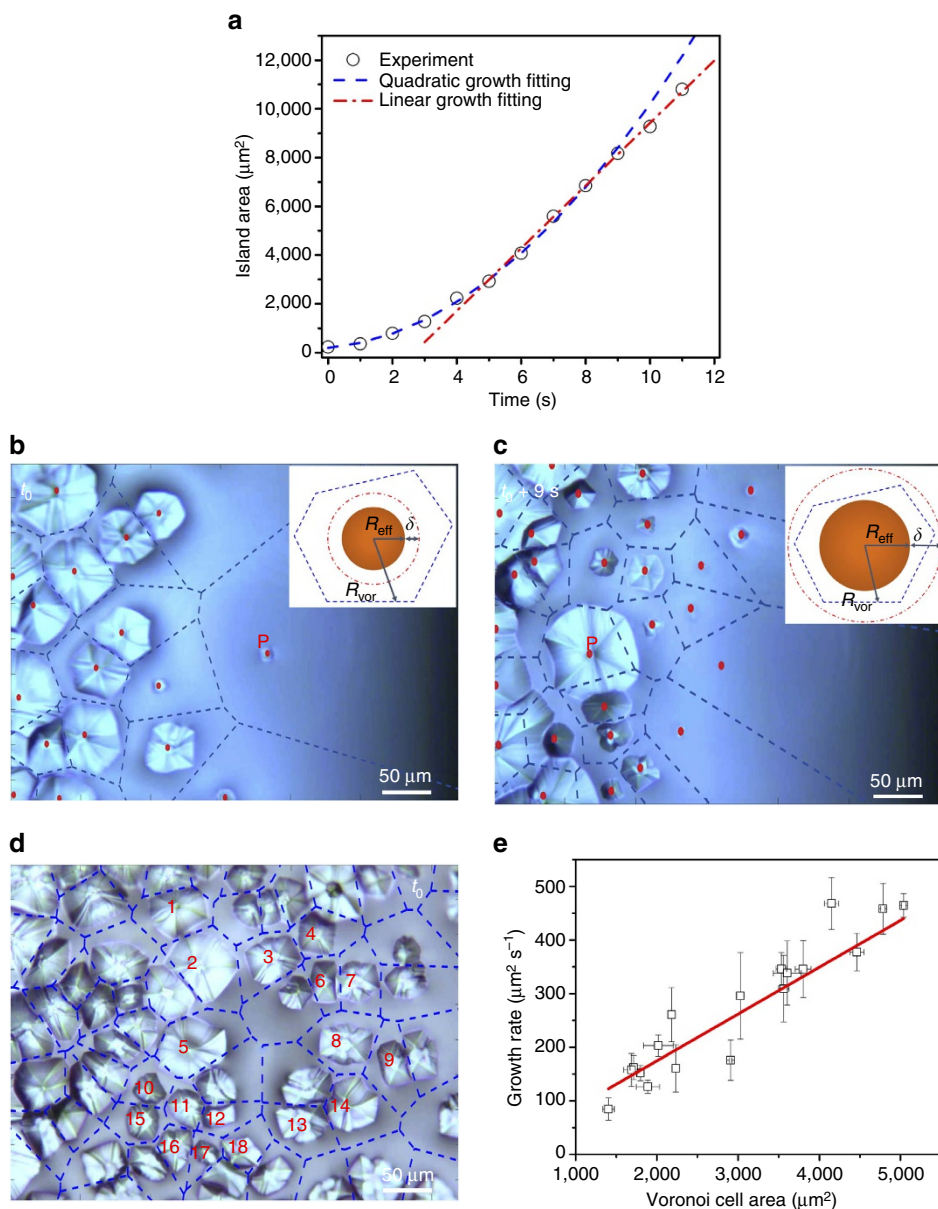 a
Experiment
Quadratic growth fitting
Linear growth fitting
12,000
10,000
8,000
6,000
4,000
2,000
0
Island area (μm²)
0 2 4 6 8 10 12
Time (s)
b
t₀
R_eff
δ
R_vor
P
50 μm
c
t₀ + 9 s
R_eff
δ
R_vor
P
50 μm
d
t₀
1
2
3
4
5
6
7
8
9
10
11
12
13
14
15
16
17
18
50 μm
e
500
400
300
200
100
0
Growth rate (μm² s⁻¹)
1,000 2,000 3,000 4,000 5,000
Voronoi cell area (μm²)